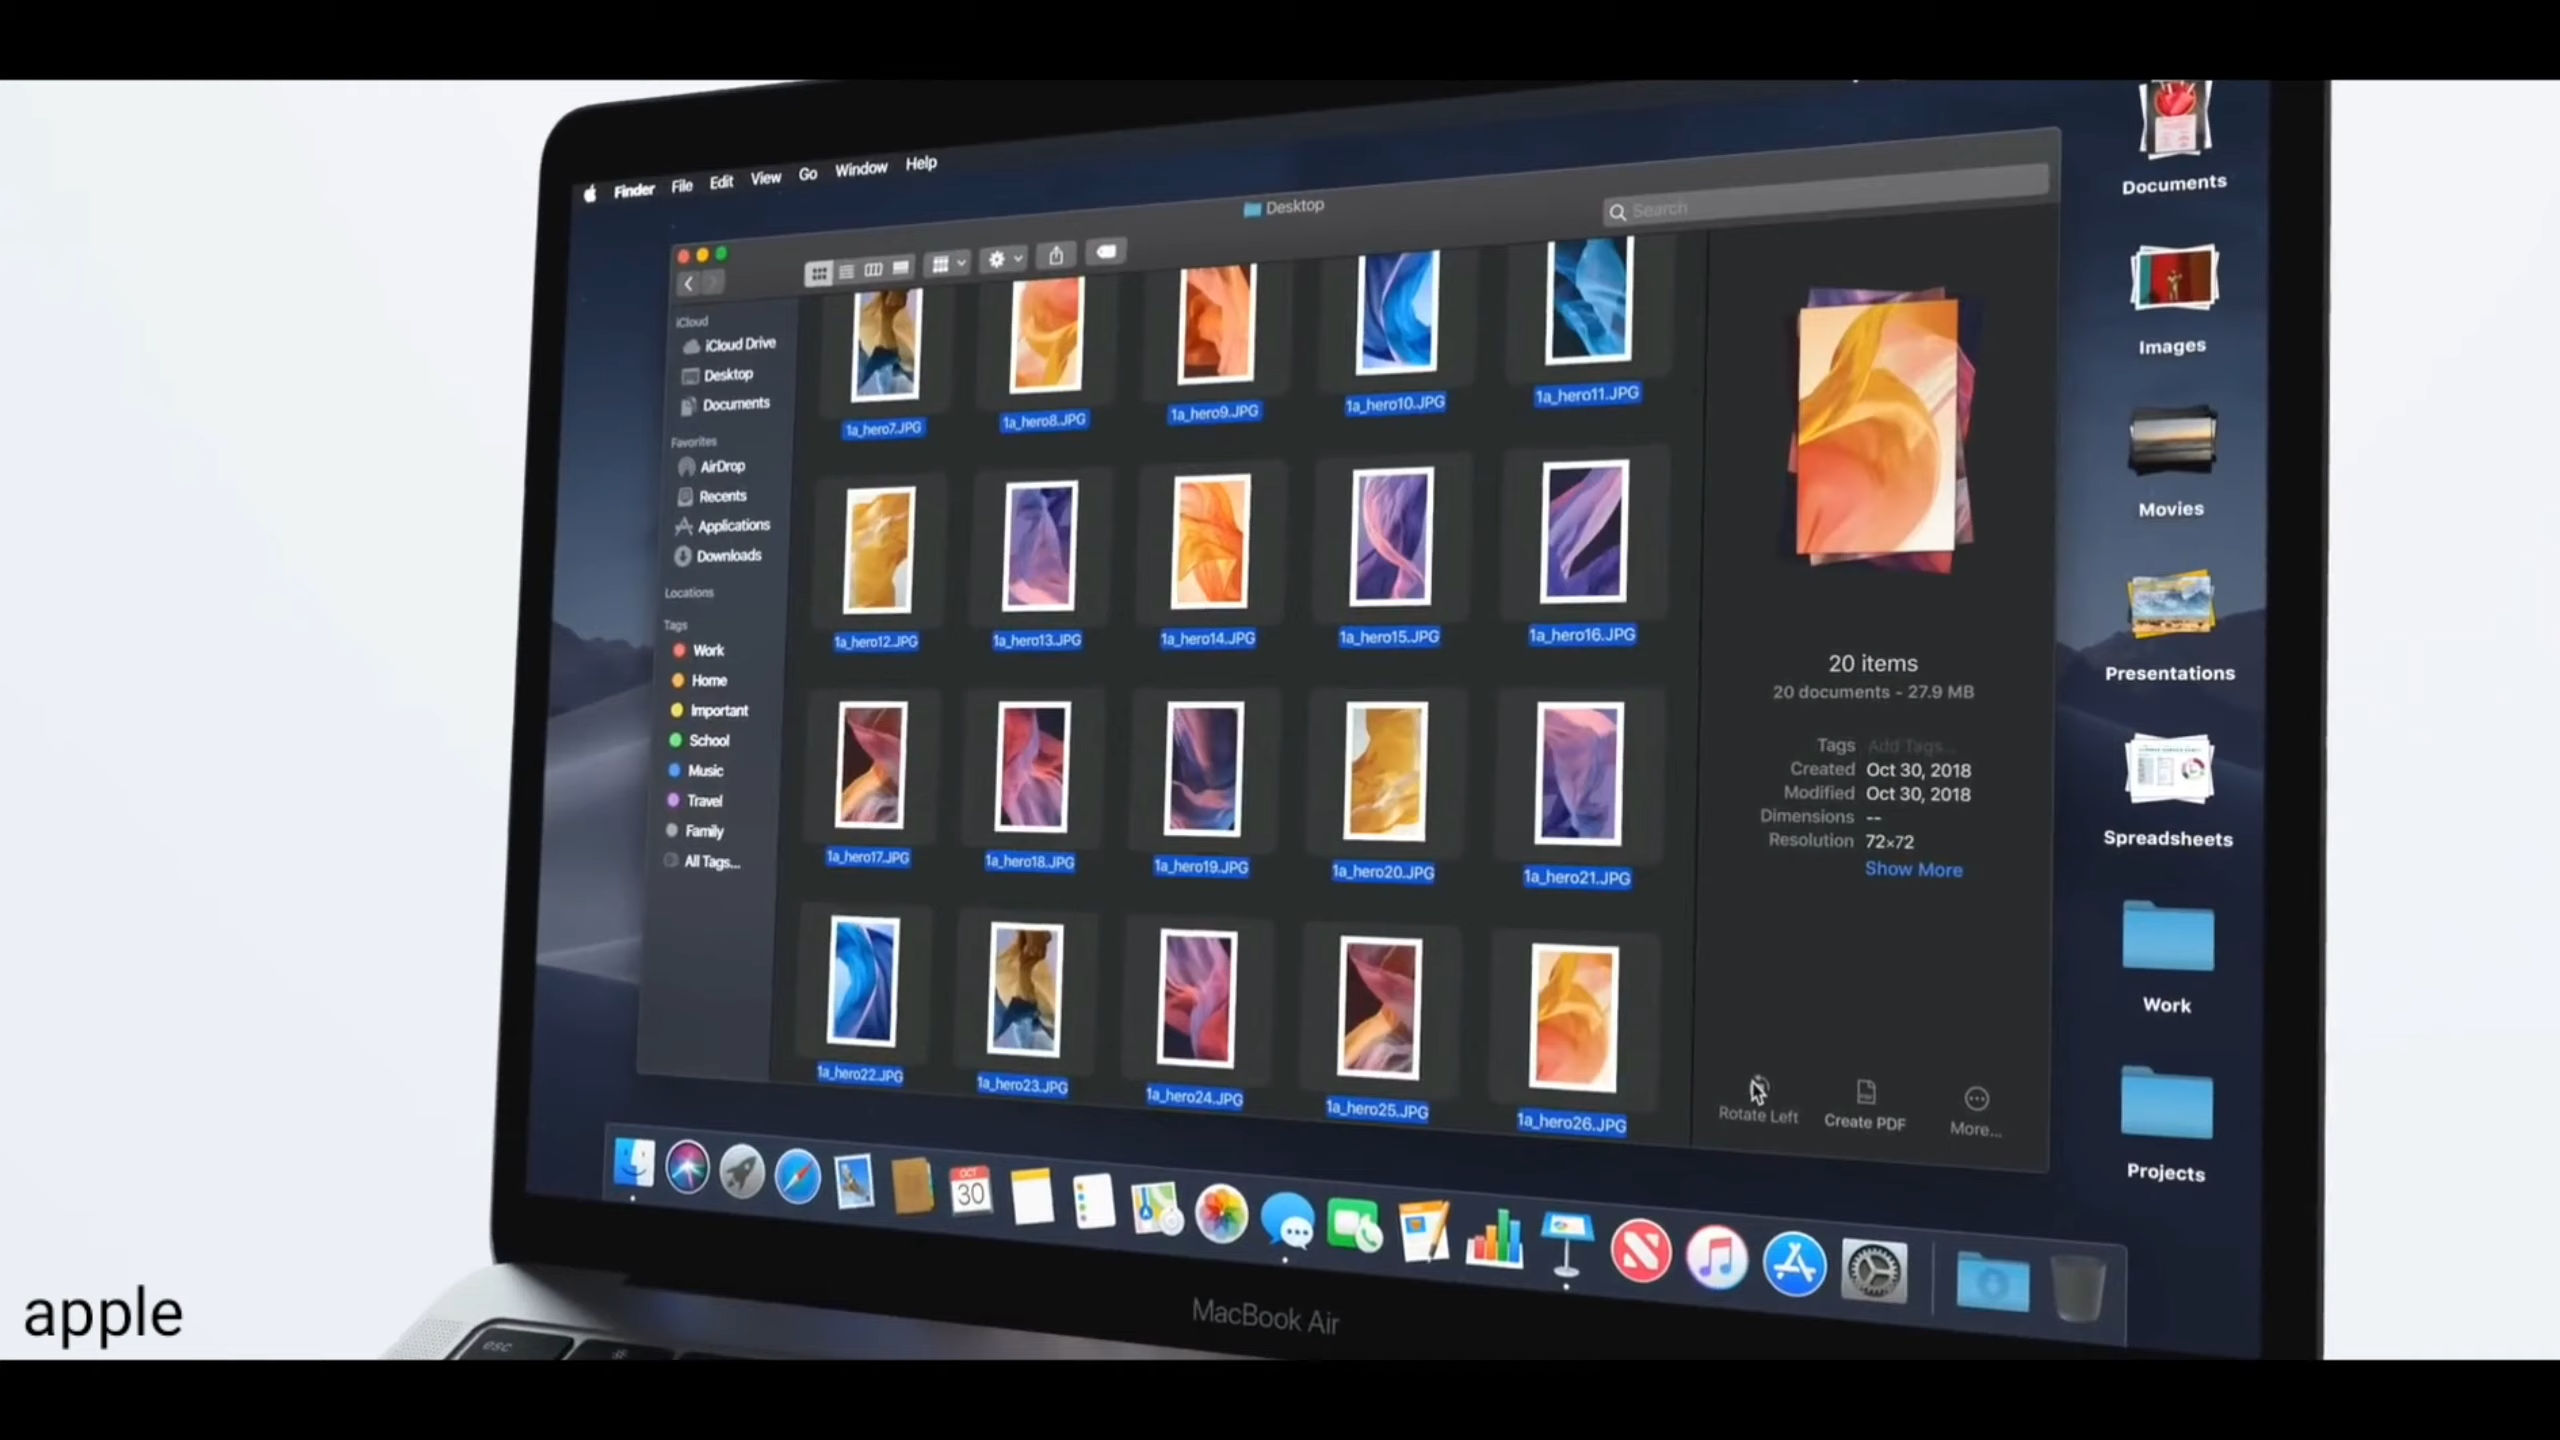 Finder File Edit View Go Window Help
Desktop
Search
iCloud
iCloud Drive
Desktop
Documents
Favorites
AirDrop
Recents
Applications
Downloads
Locations
Tags
Work
Home
Important
School
Music
Travel
Family
All Tags...
1a_hero7.JPG 1a_hero8.JPG 1a_hero9.JPG 1a_hero10.JPG 1a_hero11.JPG
1a_hero12.JPG 1a_hero13.JPG 1a_hero14.JPG 1a_hero15.JPG 1a_hero16.JPG
1a_hero17.JPG 1a_hero18.JPG 1a_hero19.JPG 1a_hero20.JPG 1a_hero21.JPG
1a_hero22.JPG 1a_hero23.JPG 1a_hero24.JPG 1a_hero25.JPG 1a_hero26.JPG
20 items
20 documents - 27.9 MB
Tags Add Tags...
Created Oct 30, 2018
Modified Oct 30, 2018
Dimensions --
Resolution 72×72
Show More
Rotate Left Create PDF More...
Documents
Images
Movies
Presentations
Spreadsheets
Work
Projects
OCT
30
MacBook Air
esc
apple